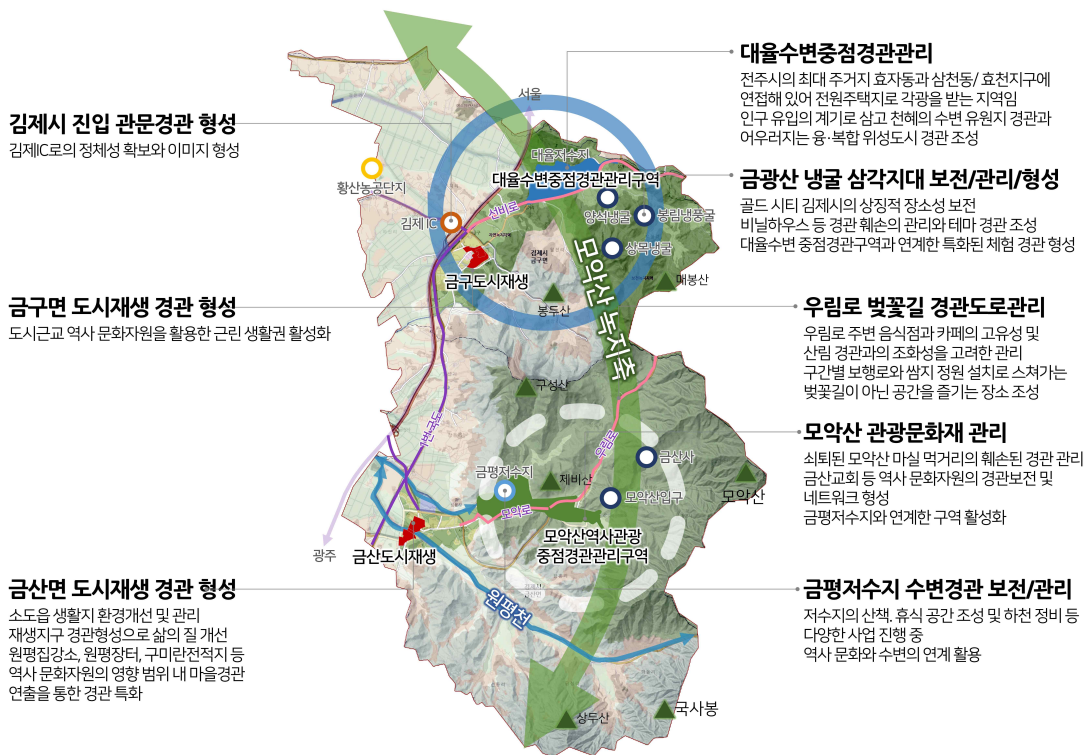 김제시 진입 관문경관 형성
김제IC로의 정체성 확보와 이미지 형성
금구면 도시재생 경관 형성
도시근교 역사 문화자원을 활용한 근린 생활권 활성화
금산면 도시재생 경관 형성
소도읍 생활지 환경개선 및 관리
재생지구 경관형성으로 삶의 질 개선
원평집강소, 원평장터, 구미란전적지 등
역사 문화자원의 영향 범위 내 마을경관
연출을 통한 경관 특화
서울
대율저수지
대율수변중점경관관리구역
황산농공단지
양석냉굴
봉림냉풍굴
김제 IC
선비로
상목냉굴
김제시
금구면
금구도시재생
모악산 녹지축
매봉산
봉두산
구성산
사변국도
우림로
금평저수지
제비산
금산사
모악산입구
모악산
모악로
모악산역사관광
중점경관관리구역
광주
금산도시재생
원평천
상두산
국사봉
대율수변중점경관관리
전주시의 최대 주거지 효자동과 삼천동/ 효천지구에
연접해 있어 전원주택지로 각광을 받는 지역임
인구 유입의 계기로 삼고 천혜의 수변 유원지 경관과
어우러지는 융·복합 위성도시 경관 조성
금광산 냉굴 삼각지대 보전/관리/형성
골드 시티 김제시의 상징적 장소성 보전
비닐하우스 등 경관 훼손의 관리와 테마 경관 조성
대율수변 중점경관구역과 연계한 특화된 체험 경관 형성
우림로 벚꽃길 경관도로관리
우림로 주변 음식점과 카페의 고유성 및
산림 경관과의 조화성을 고려한 관리
구간별 보행로와 쌈지 정원 설치로 스쳐가는
벚꽃길이 아닌 공간을 즐기는 장소 조성
모악산 관광문화재 관리
쇠퇴된 모악산 마실 먹거리의 훼손된 경관 관리
금산교회 등 역사 문화자원의 경관보전 및
네트워크 형성
금평저수지와 연계한 구역 활성화
금평저수지 수변경관 보전/관리
저수지의 산책. 휴식 공간 조성 및 하천 정비 등
다양한 사업 진행 중
역사 문화와 수변의 연계 활용